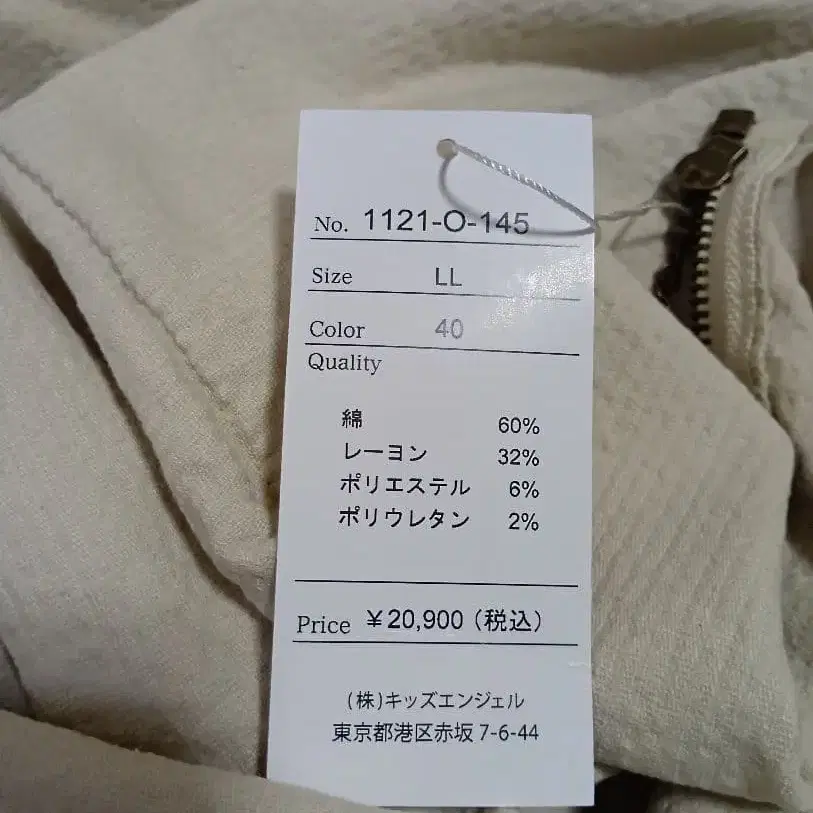 No. 1121-O-145
Size LL
Color 40
Quality
綿 60%
レーヨン 32%
ポリエステル 6%
ポリウレタン 2%
Price ¥20,900（税込）
(株)キッズエンジェル
東京都港区赤坂 7-6-44